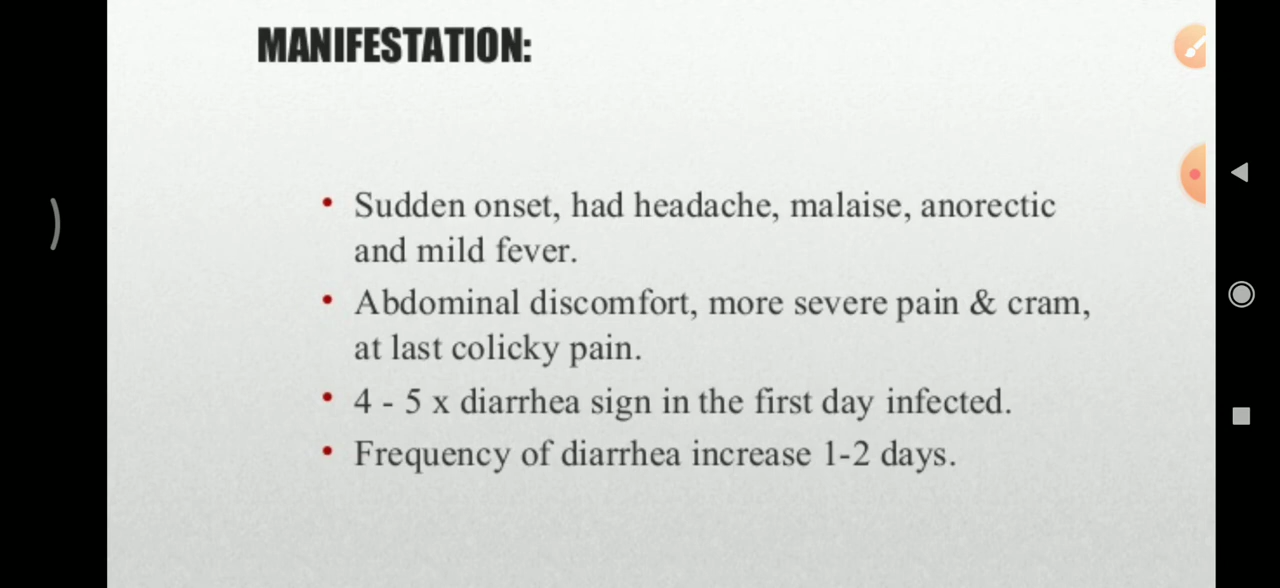 MANIFESTATION:
• Sudden onset, had headache, malaise, anorectic
and mild fever.
• Abdominal discomfort, more severe pain & cram,
at last colicky pain.
• 4 - 5 x diarrhea sign in the first day infected.
• Frequency of diarrhea increase 1-2 days.